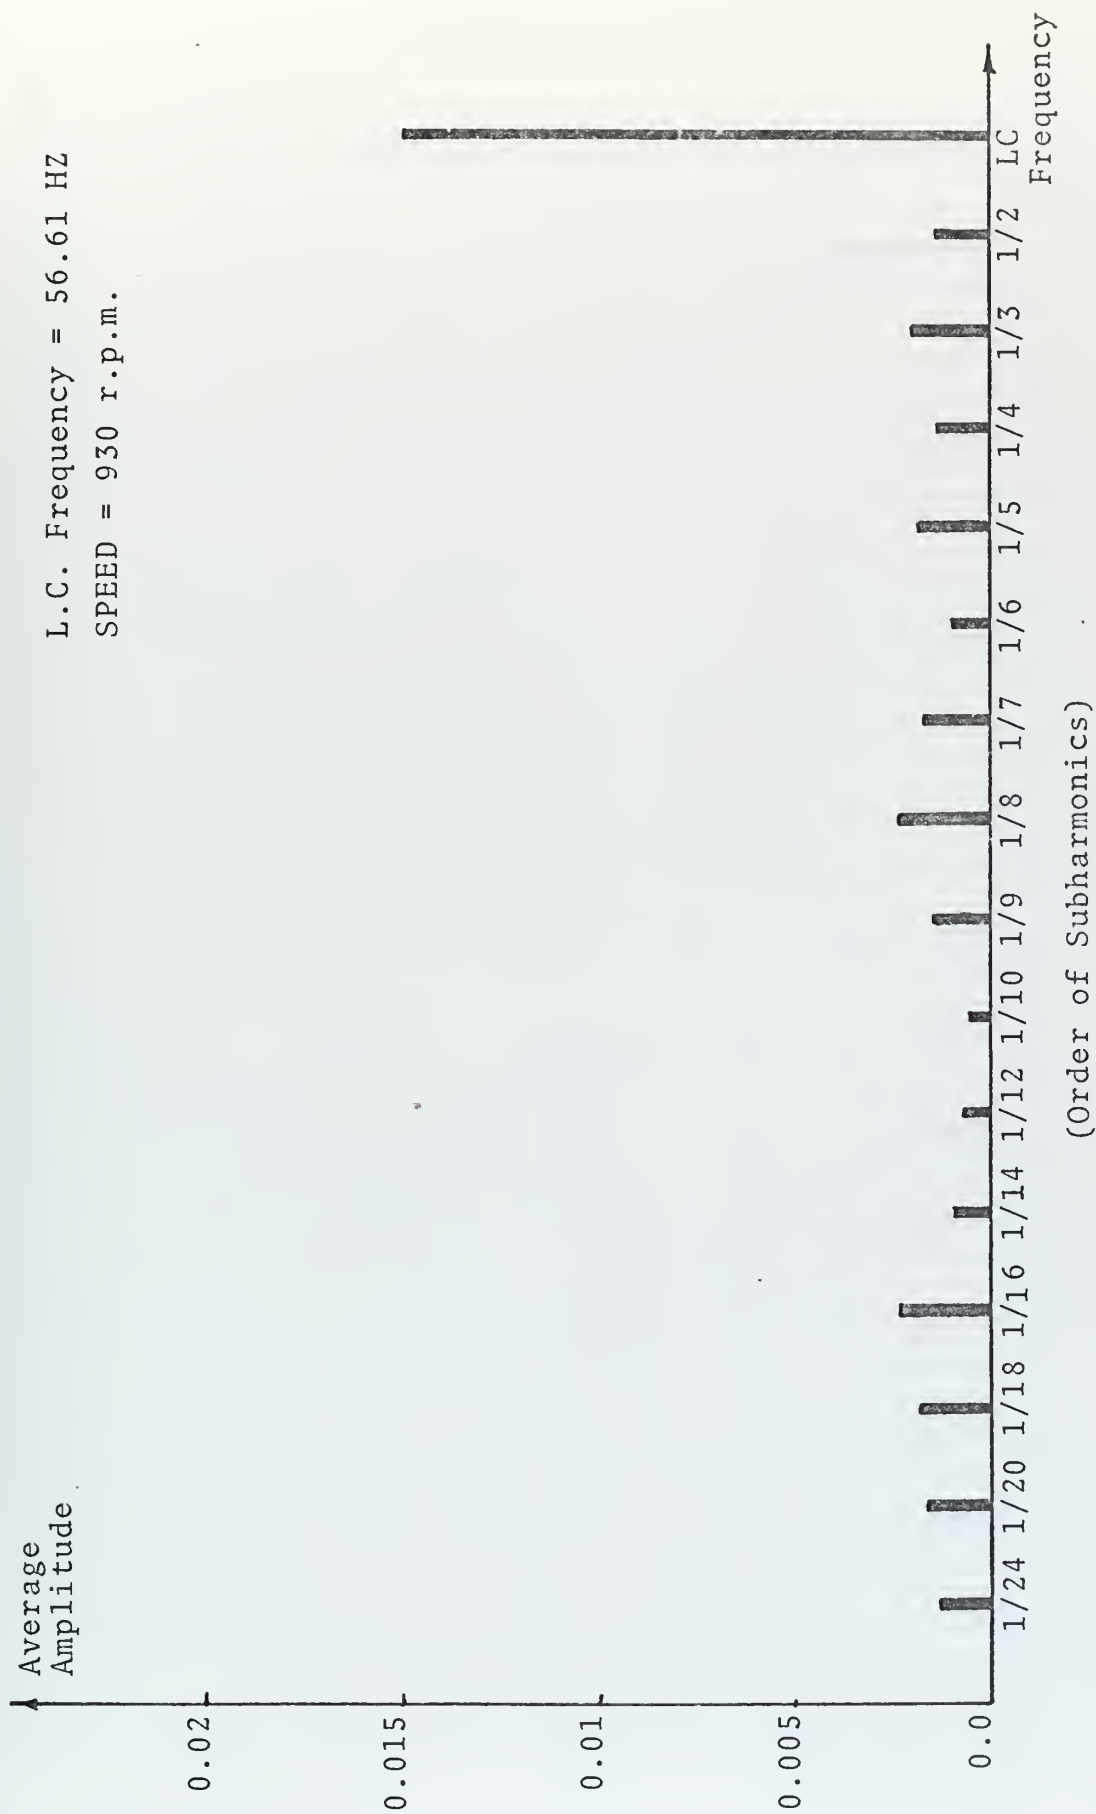 Average
Amplitude
L.C. Frequency = 56.61 HZ
SPEED = 930 r.p.m.
0.02
0.015
0.01
0.005
0.0
1/24 1/20 1/18 1/16 1/14 1/12 1/10 1/9 1/8 1/7 1/6 1/5 1/4 1/3 1/2 LC
Frequency
(Order of Subharmonics)